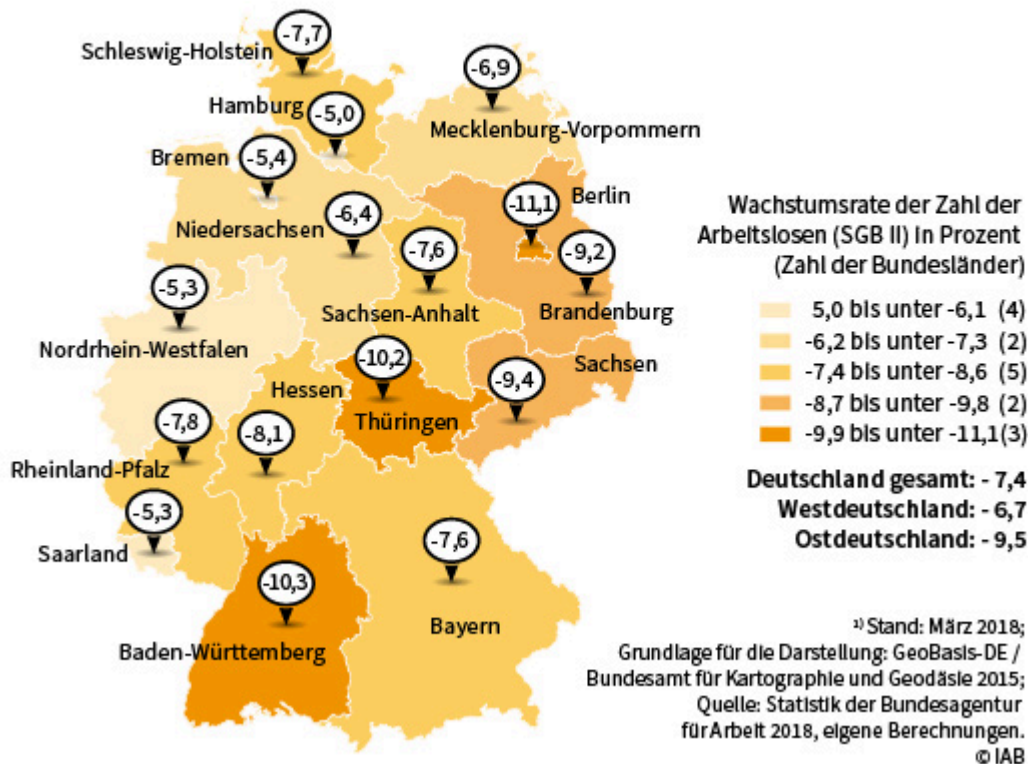 -7,7
Schleswig-Holstein
-6,9
Hamburg
-5,0
Mecklenburg-Vorpommern
Bremen
-5,4
Berlin
-11,1
Niedersachsen
-6,4
-7,6
-9,2
-5,3
Sachsen-Anhalt
Brandenburg
Nordrhein-Westfalen
-10,2
Sachsen
Hessen
-9,4
Thüringen
-7,8
-8,1
Rheinland-Pfalz
-5,3
Saarland
-7,6
-10,3
Bayern
Baden-Württemberg
Wachstumsrate der Zahl der
Arbeitslosen (SGB II) in Prozent
(Zahl der Bundesländer)
5,0 bis unter -6,1 (4)
-6,2 bis unter -7,3 (2)
-7,4 bis unter -8,6 (5)
-8,7 bis unter -9,8 (2)
-9,9 bis unter -11,1(3)
Deutschland gesamt: - 7,4
Westdeutschland: - 6,7
Ostdeutschland: - 9,5
¹⁾ Stand: März 2018;
Grundlage für die Darstellung: GeoBasis-DE /
Bundesamt für Kartographie und Geodäsie 2015;
Quelle: Statistik der Bundesagentur
für Arbeit 2018, eigene Berechnungen.
© IAB